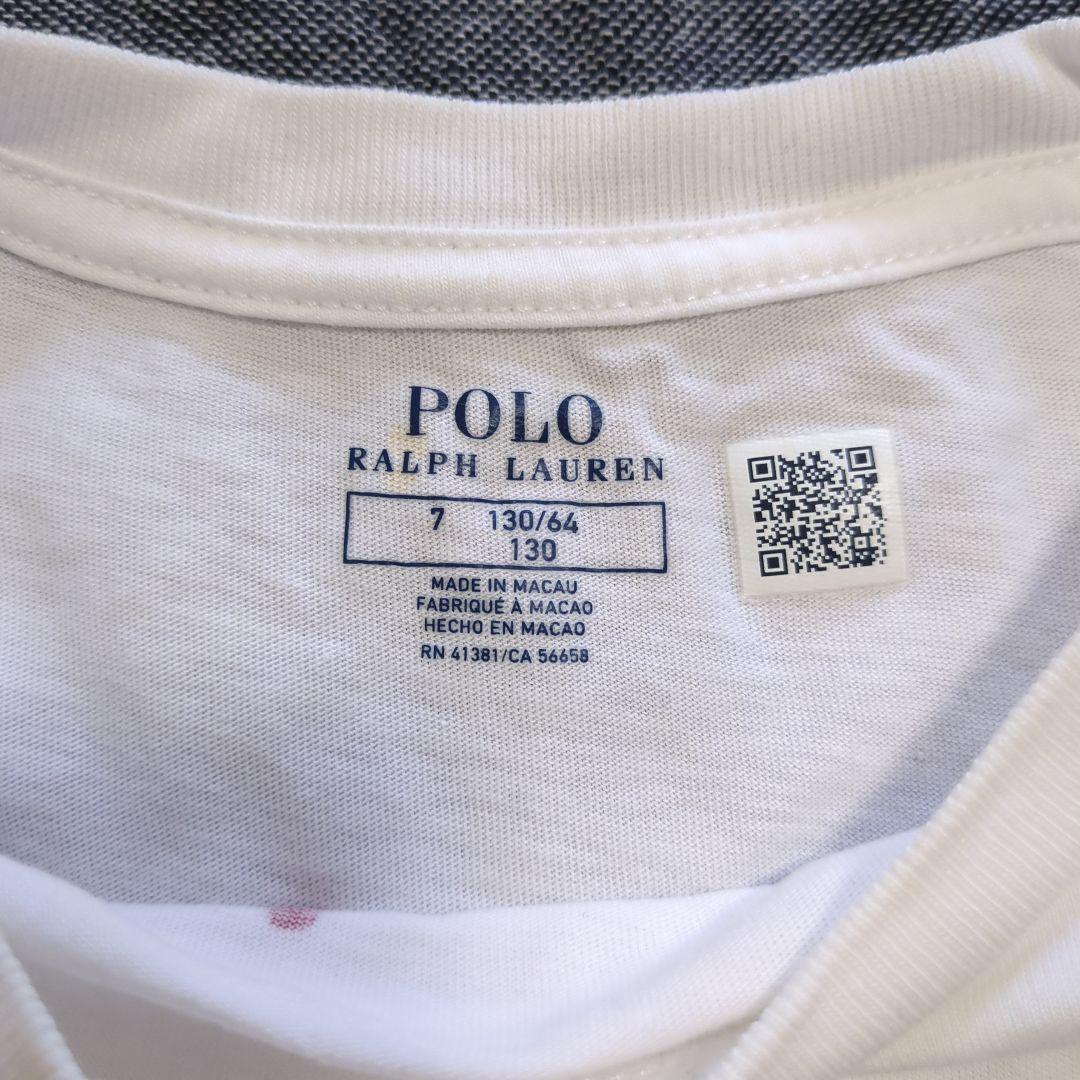 POLO
RALPH LAUREN
7 130/64
130
MADE IN MACAU
FABRIQUÉ À MACAO
HECHO EN MACAO
RN 41381/CA 56658